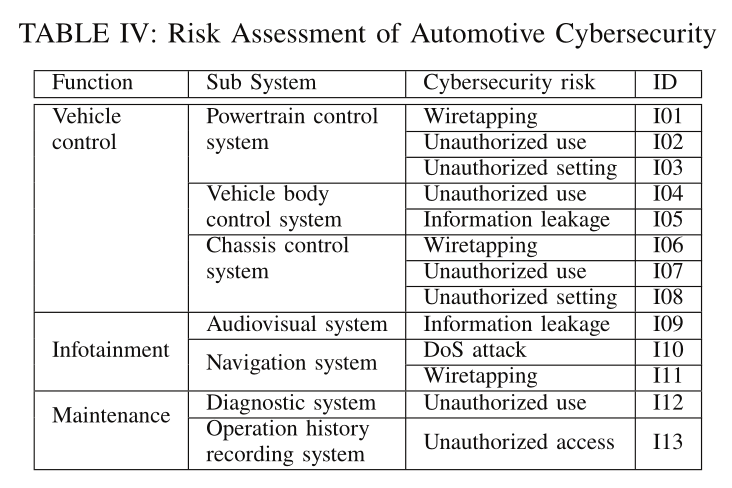 TABLE IV: Risk Assessment of Automotive Cybersecurity
Function Sub System Cybersecurity risk ID
Vehicle Powertrain control Wiretapping I01
control system Unauthorized use I02
Unauthorized setting I03
Vehicle body Unauthorized use I04
control system Information leakage I05
Chassis control Wiretapping I06
system Unauthorized use I07
Unauthorized setting I08
Audiovisual system Information leakage I09
Infotainment Navigation system DoS attack I10
Wiretapping I11
Maintenance Diagnostic system Unauthorized use I12
Operation history
recording system Unauthorized access I13